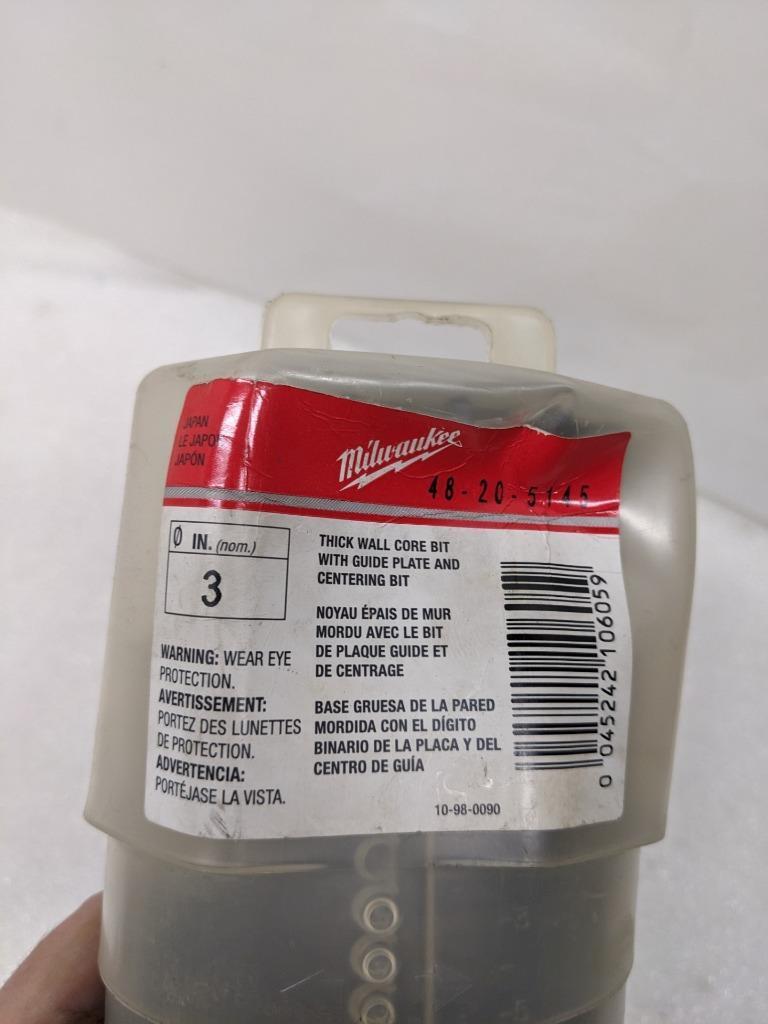 JAPAN
LE JAPO
JAPÓN
Milwaukee
48-20-5145
Ø IN. (nom.)
3
THICK WALL CORE BIT
WITH GUIDE PLATE AND
CENTERING BIT
NOYAU ÉPAIS DE MUR
MORDU AVEC LE BIT
DE PLAQUE GUIDE ET
DE CENTRAGE
BASE GRUESA DE LA PARED
MORDIDA CON EL DÍGITO
BINARIO DE LA PLACA Y DEL
CENTRO DE GUÍA
WARNING: WEAR EYE
PROTECTION.
AVERTISSEMENT:
PORTEZ DES LUNETTES
DE PROTECTION.
ADVERTENCIA:
PORTÉJASE LA VISTA.
10-98-0090
0 045242 106059